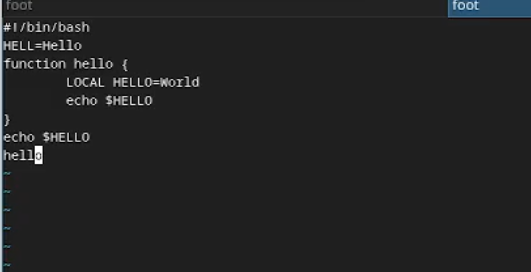 foot
foot
#!/bin/bash
HELL=Hello
function hello {
        LOCAL HELLO=World
        echo $HELLO
}
echo $HELLO
hello
~
~
~
~
~
~